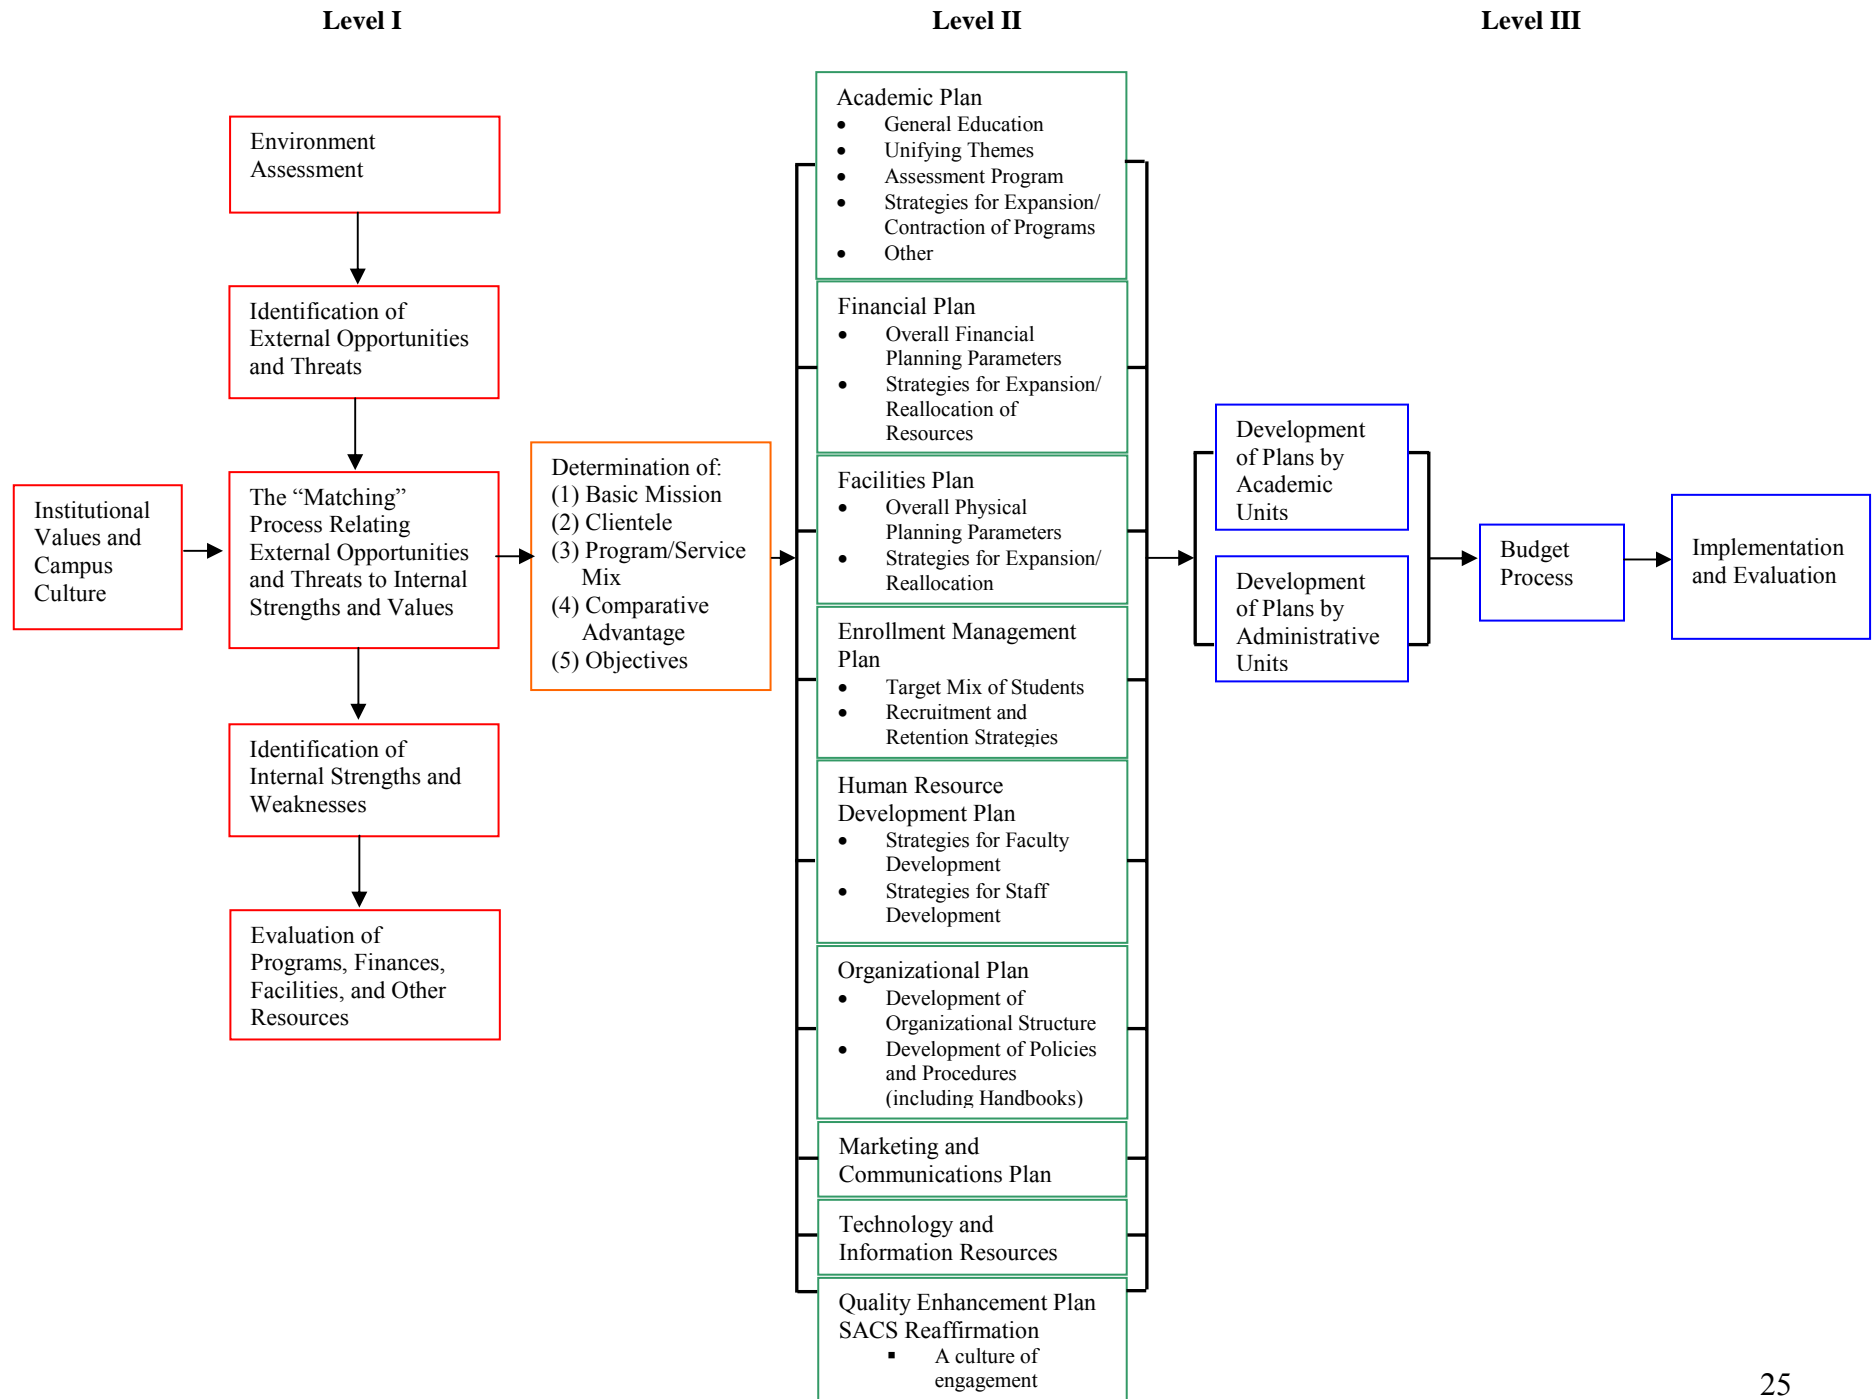 Level I
Level II
Level III
Environment
Assessment
Identification of
External Opportunities
and Threats
Institutional
Values and
Campus
Culture
The “Matching”
Process Relating
External Opportunities
and Threats to Internal
Strengths and Values
Identification of
Internal Strengths and
Weaknesses
Evaluation of
Programs, Finances,
Facilities, and Other
Resources
Determination of:
(1) Basic Mission
(2) Clientele
(3) Program/Service
Mix
(4) Comparative
Advantage
(5) Objectives
Academic Plan
• General Education
• Unifying Themes
• Assessment Program
• Strategies for Expansion/
Contraction of Programs
• Other
Financial Plan
• Overall Financial
Planning Parameters
• Strategies for Expansion/
Reallocation of
Resources
Facilities Plan
• Overall Physical
Planning Parameters
• Strategies for Expansion/
Reallocation
Enrollment Management
Plan
• Target Mix of Students
• Recruitment and
Retention Strategies
Human Resource
Development Plan
• Strategies for Faculty
Development
• Strategies for Staff
Development
Organizational Plan
• Development of
Organizational Structure
• Development of Policies
and Procedures
(including Handbooks)
Marketing and
Communications Plan
Technology and
Information Resources
Quality Enhancement Plan
SACS Reaffirmation
▪ A culture of
engagement
Development
of Plans by
Academic
Units
Development
of Plans by
Administrative
Units
Budget
Process
Implementation
and Evaluation
25